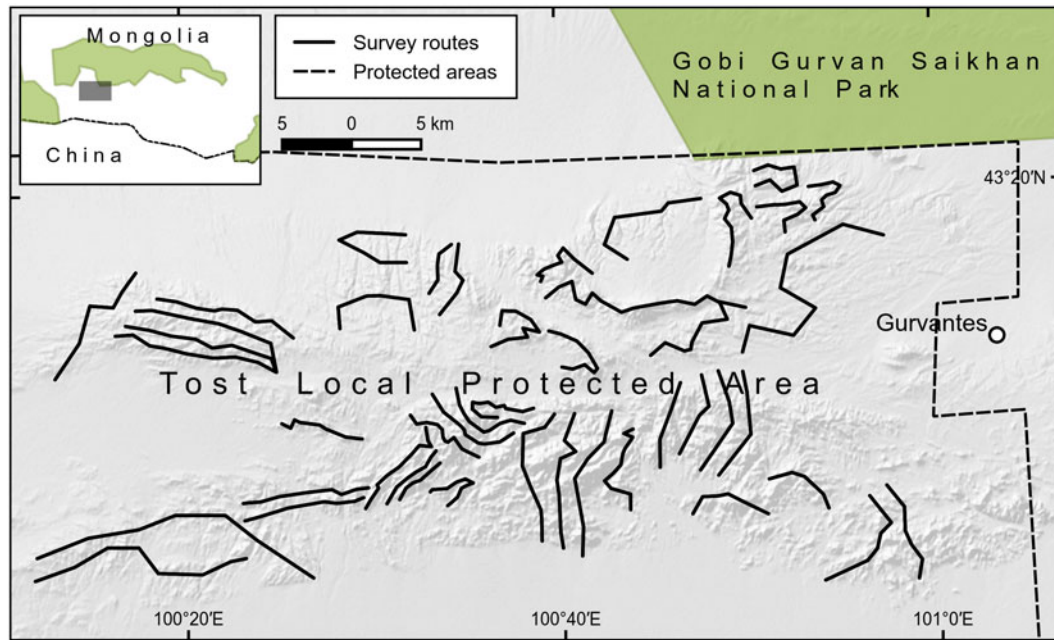 Mongolia
China
Survey routes
Protected areas
5 0 5 km
Gobi Gurvan Saikhan
National Park
43°20'N
Gurvantes
Tost Local Protected Area
100°20'E
100°40'E
101°0'E